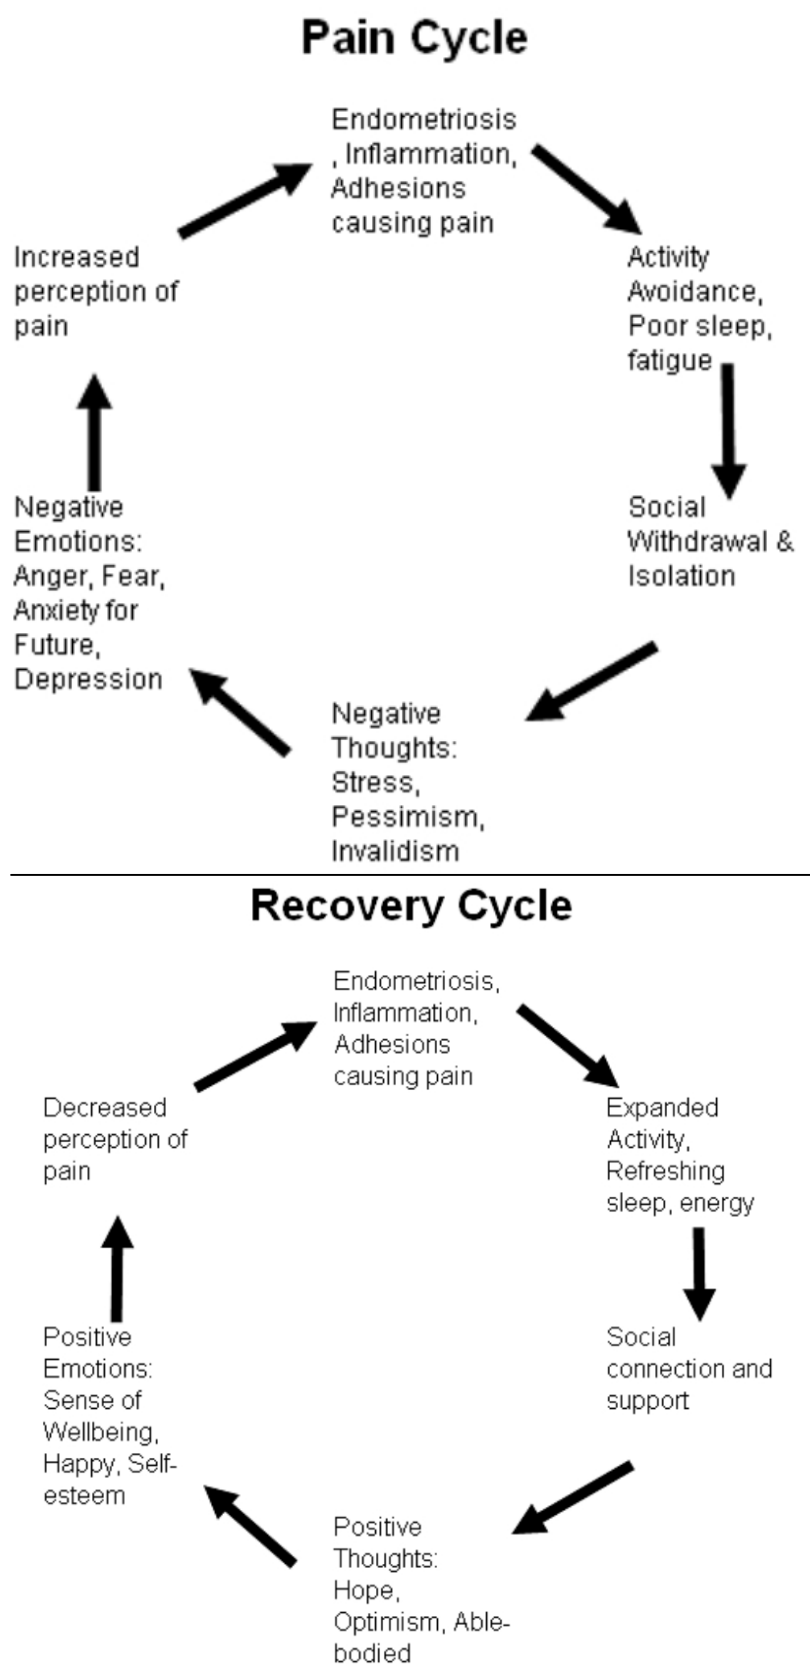 Pain Cycle
Endometriosis
, Inflammation,
Adhesions
causing pain
Activity
Avoidance,
Poor sleep,
fatigue
Social
Withdrawal &
Isolation
Negative
Thoughts:
Stress,
Pessimism,
Invalidism
Negative
Emotions:
Anger, Fear,
Anxiety for
Future,
Depression
Increased
perception of
pain
Recovery Cycle
Endometriosis,
Inflammation,
Adhesions
causing pain
Expanded
Activity,
Refreshing
sleep, energy
Social
connection and
support
Positive
Thoughts:
Hope,
Optimism, Able-
bodied
Positive
Emotions:
Sense of
Wellbeing,
Happy, Self-
esteem
Decreased
perception of
pain